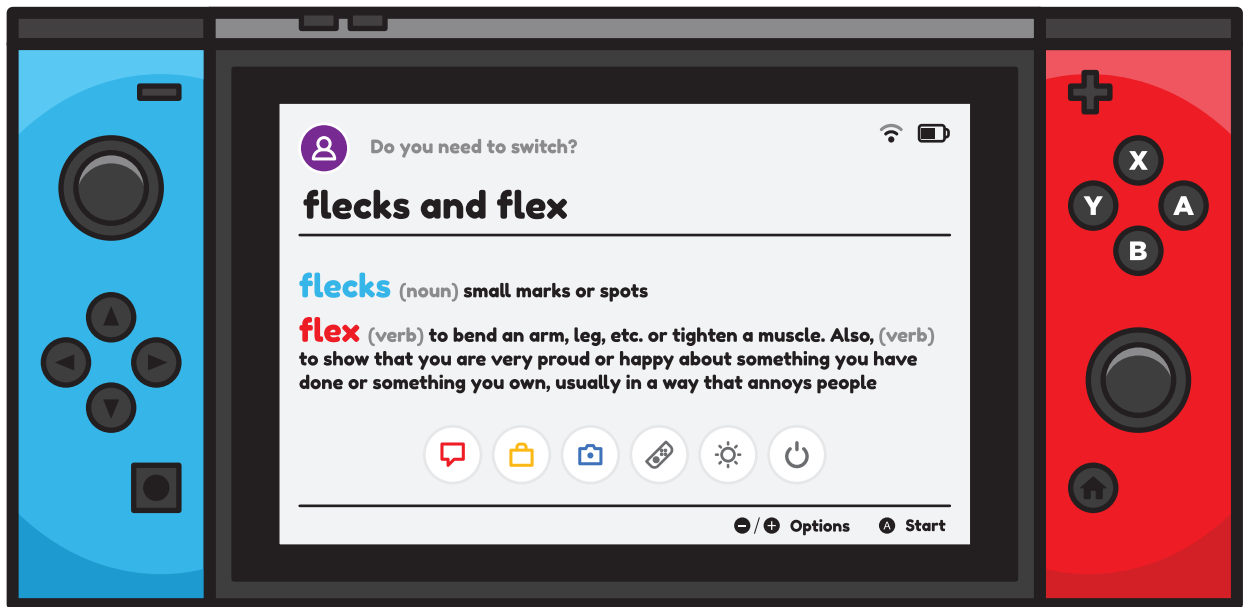 Do you need to switch?
flecks and flex
flecks (noun) small marks or spots
flex (verb) to bend an arm, leg, etc. or tighten a muscle. Also, (verb)
to show that you are very proud or happy about something you have
done or something you own, usually in a way that annoys people
X
Y A
B
-/+ Options A Start